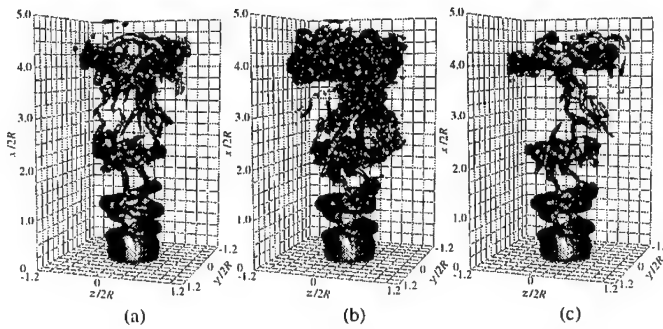 5.0 5.0 5.0
4.0 4.0 4.0
3.0 3.0 3.0
x/2R x/2R x/2R
2.0 2.0 2.0
1.0 1.0 1.0
0 0 0
-1.2 -1.2 -1.2
0 0 0
y/2R y/2R y/2R
-1.2 0 1.2 -1.2 0 1.2 -1.2 0 1.2
1.2 1.2 1.2
z/2R z/2R z/2R
(a) (b) (c)